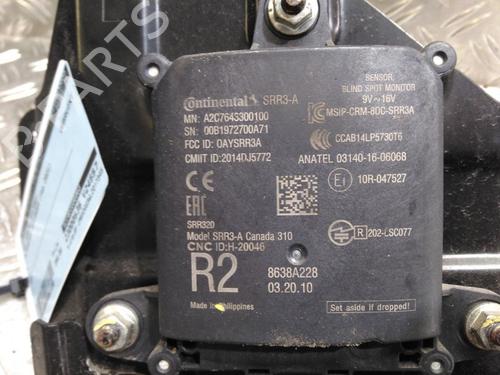 Continental SRR3-A
SENSOR,
BLIND SPOT MONITOR
9V~16V
MN: A2C7643300100
MSIP-CRM-8DC-SRR3A
SN: 00B1972700A71
FCC ID: OAYSRR3A
CCAB14LP5730T6
CMIIT ID: 2014DJ5772
ANATEL 03140-16-06068
CE
E1 10R-047527
EAC
SRR320
Model SRR3-A Canada 310
R 202-LSC077
CNC ID:H-20046
R2
8638A228
03.20.10
Made in Philippines
Set aside if dropped!
PARTS